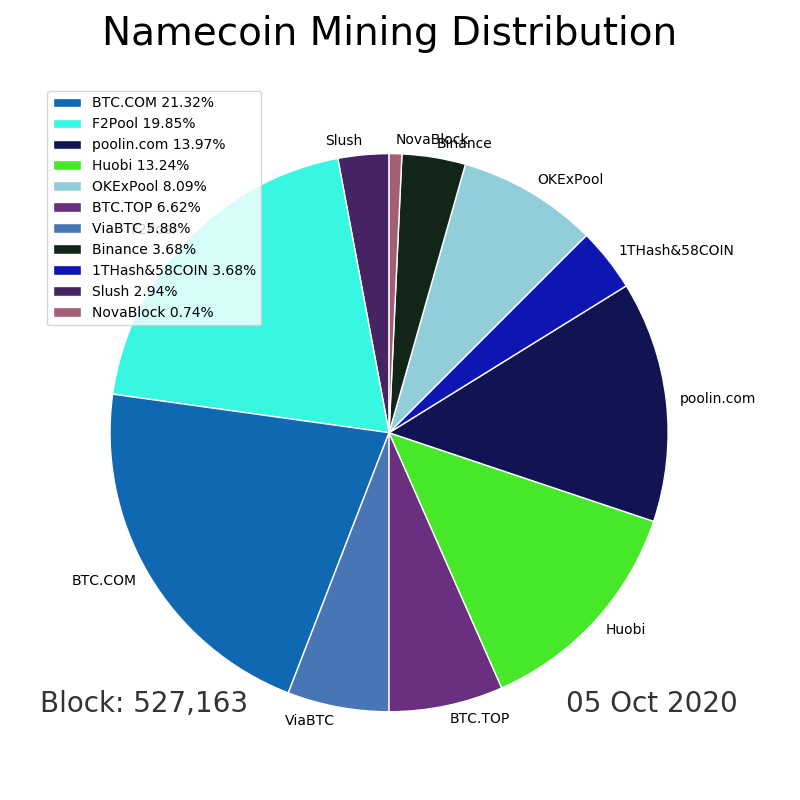 Namecoin Mining Distribution
BTC.COM 21.32%
F2Pool 19.85%
poolin.com 13.97%
Huobi 13.24%
OKExPool 8.09%
BTC.TOP 6.62%
ViaBTC 5.88%
Binance 3.68%
1THash&58COIN 3.68%
Slush 2.94%
NovaBlock 0.74%
Slush
NovaBlock
Binance
OKExPool
1THash&58COIN
poolin.com
Huobi
BTC.TOP
ViaBTC
BTC.COM
Block: 527,163
05 Oct 2020